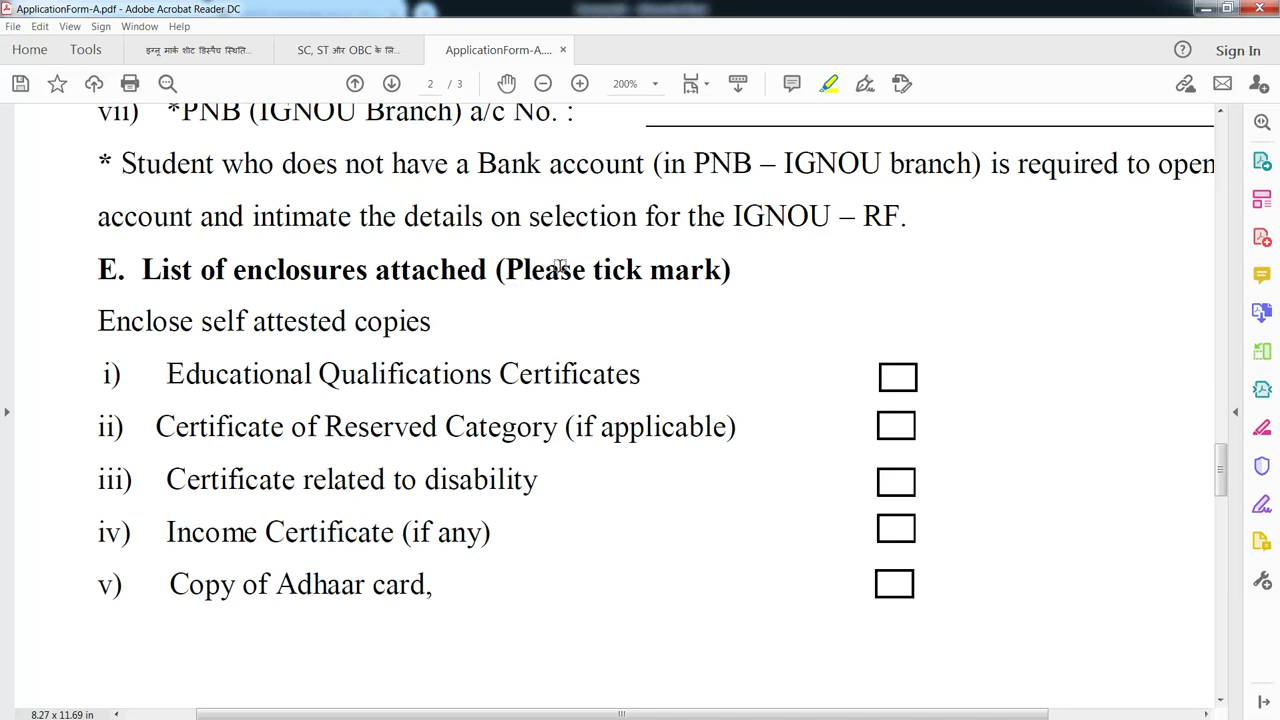 ApplicationForm-A.pdf - Adobe Acrobat Reader DC
File Edit View Sign Window Help
Home Tools इग्नू मार्क शीट डिस्पैच स्थिति... SC, ST और OBC के लि... ApplicationForm-A.... × Sign In
2 / 3 200%
vii) *PNB (IGNOU Branch) a/c No. :
* Student who does not have a Bank account (in PNB – IGNOU branch) is required to open
account and intimate the details on selection for the IGNOU – RF.
E. List of enclosures attached (Please tick mark)
Enclose self attested copies
i) Educational Qualifications Certificates
ii) Certificate of Reserved Category (if applicable)
iii) Certificate related to disability
iv) Income Certificate (if any)
v) Copy of Adhaar card,
8.27 x 11.69 in